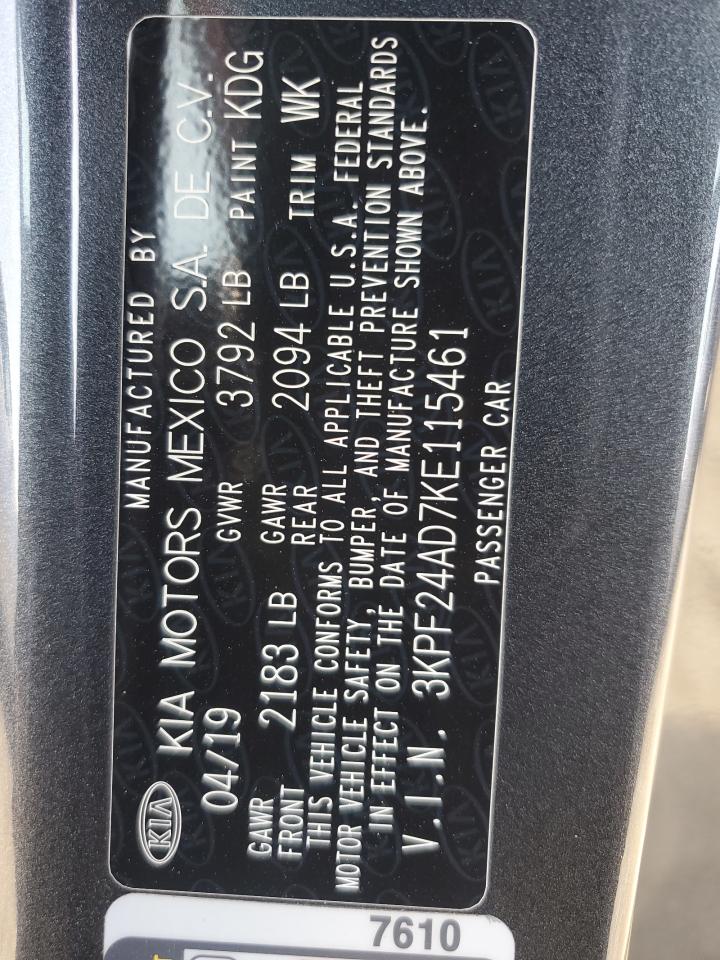 MANUFACTURED BY
KIA KIA MOTORS MEXICO S.A. DE C.V.
04/19 GVWR 3792 LB PAINT KDG
GAWR FRONT 2183 LB GAWR REAR 2094 LB TRIM WK
THIS VEHICLE CONFORMS TO ALL APPLICABLE U.S.A. FEDERAL
MOTOR VEHICLE SAFETY, BUMPER, AND THEFT PREVENTION STANDARDS
IN EFFECT ON THE DATE OF MANUFACTURE SHOWN ABOVE.
V.I.N. 3KPF24AD7KE115461
PASSENGER CAR
7610